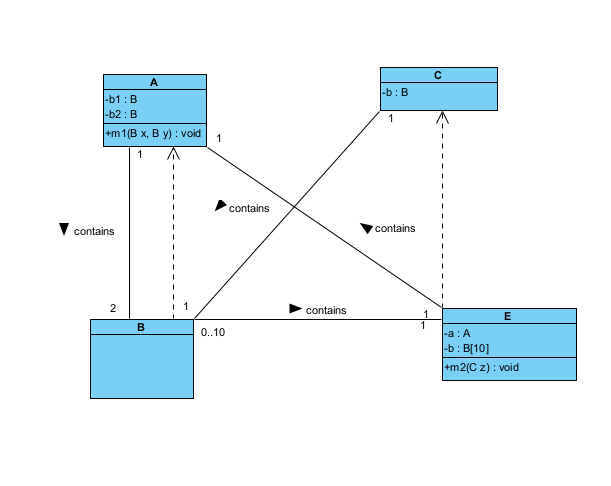 A
-b1 : B
-b2 : B
+m1(B x, B y) : void
C
-b : B
1
1
1
contains
contains
contains
2
1
contains
1
1
0..10
B
E
-a : A
-b : B[10]
+m2(C z) : void